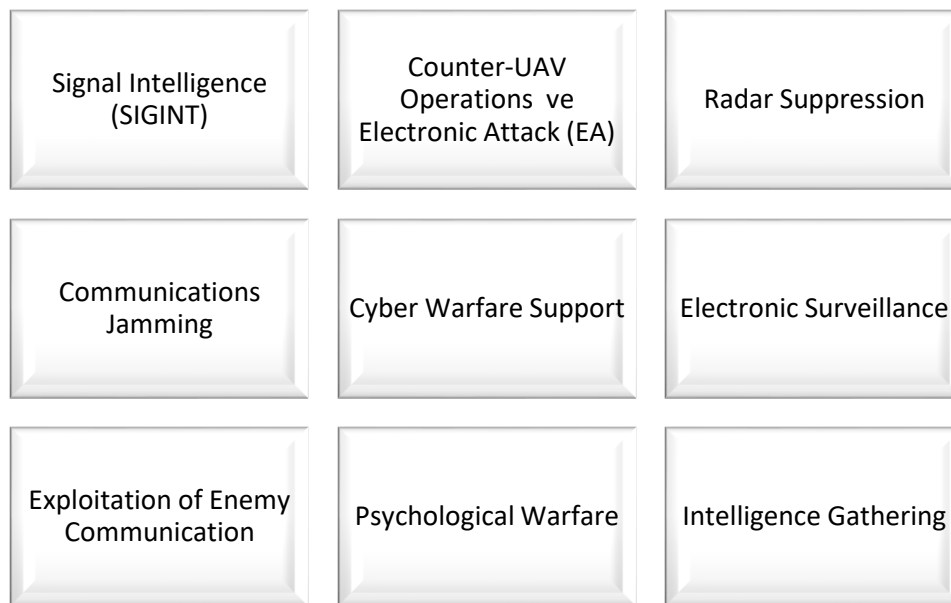 Signal Intelligence
(SIGINT)
Counter-UAV
Operations ve
Electronic Attack (EA)
Radar Suppression
Communications
Jamming
Cyber Warfare Support
Electronic Surveillance
Exploitation of Enemy
Communication
Psychological Warfare
Intelligence Gathering